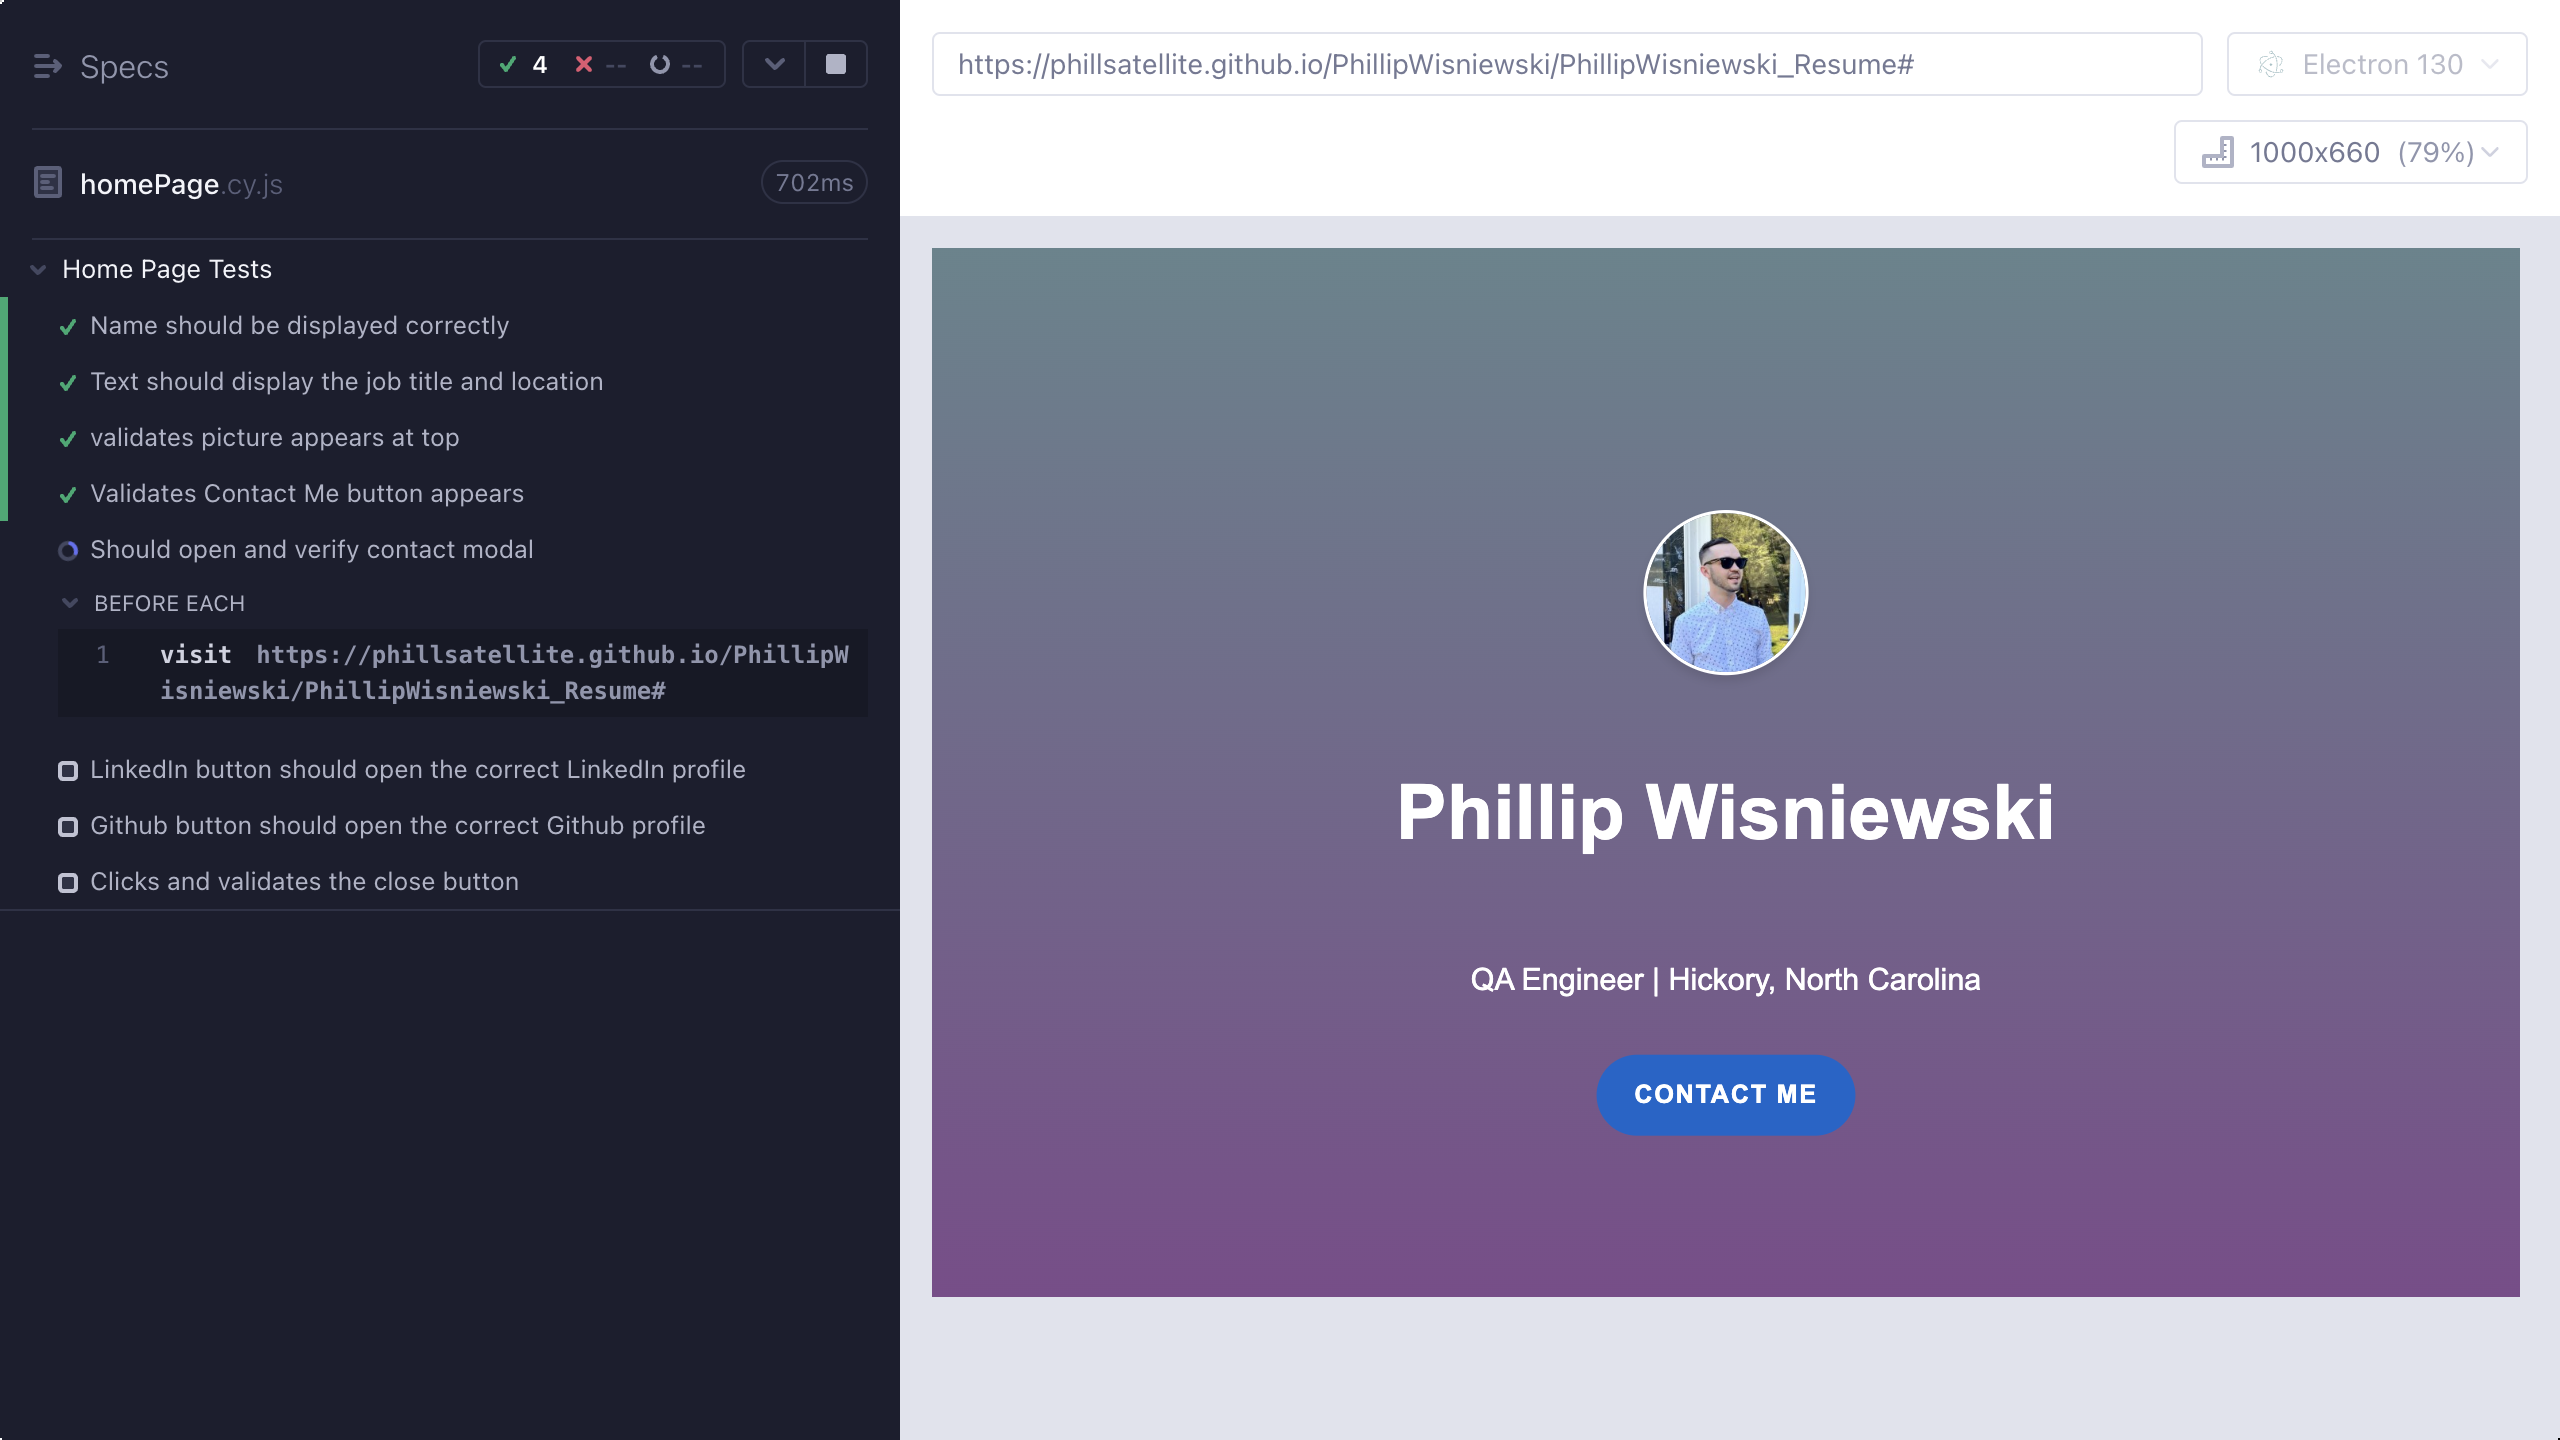 Specs
4 -- --
homePage.cy.js
702ms
Home Page Tests
Name should be displayed correctly
Text should display the job title and location
validates picture appears at top
Validates Contact Me button appears
Should open and verify contact modal
BEFORE EACH
1 visit https://phillsatellite.github.io/PhillipW
isniewski/PhillipWisniewski_Resume#
LinkedIn button should open the correct LinkedIn profile
Github button should open the correct Github profile
Clicks and validates the close button
https://phillsatellite.github.io/PhillipWisniewski/PhillipWisniewski_Resume#
Electron 130
1000x660 (79%)
Phillip Wisniewski
QA Engineer | Hickory, North Carolina
CONTACT ME